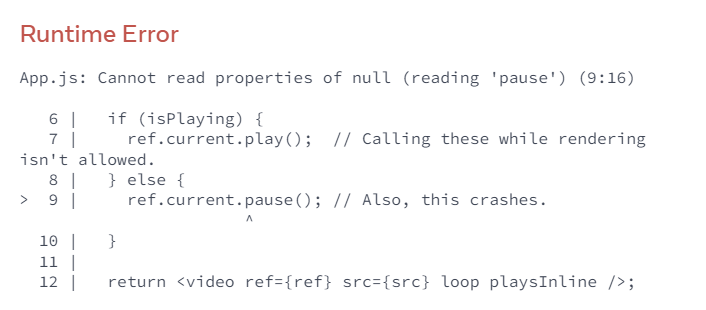 Runtime Error
App.js: Cannot read properties of null (reading 'pause') (9:16)
   6 |   if (isPlaying) {
   7 |     ref.current.play();  // Calling these while rendering
isn't allowed.
   8 |   } else {
>  9 |     ref.current.pause(); // Also, this crashes.
                       ^
  10 |   }
  11 |
  12 |   return <video ref={ref} src={src} loop playsInline />;